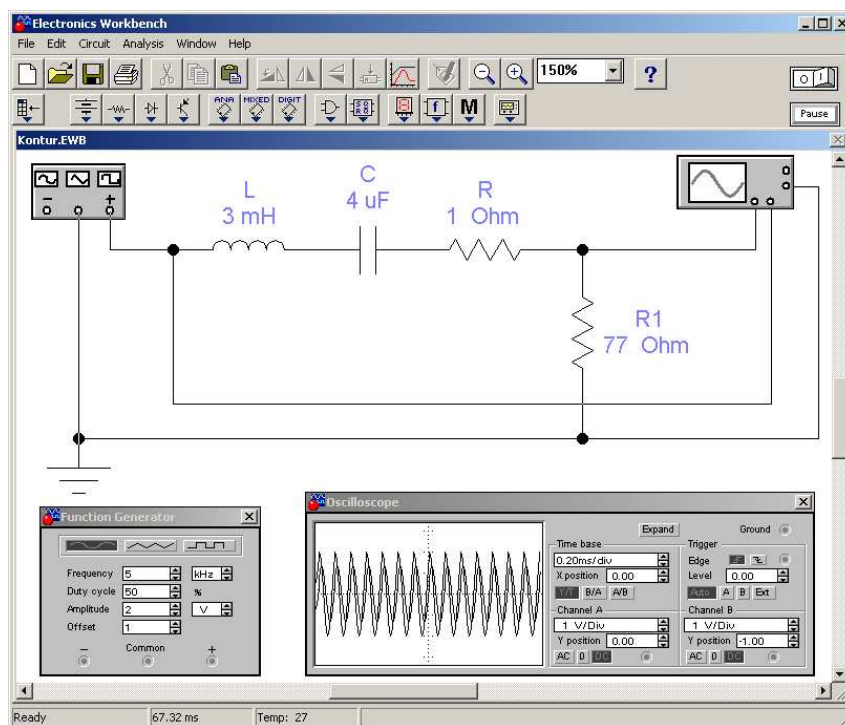 Electronics Workbench
File Edit Circuit Analysis Window Help
150% ?
ANA MIXED DIGIT M
Pause
Kontur.EWB
L
3 mH
C
4 uF
R
1 Ohm
R1
77 Ohm
Function Generator
Frequency 5 kHz
Duty cycle 50 %
Amplitude 2 V
Offset 1
− Common +
Oscilloscope
Expand Ground
Time base
0.20ms/div
X position 0.00
Y/T B/A A/B
Trigger
Edge
Level 0.00
Auto A B Ext
Channel A
1 V/Div
Y position 0.00
AC 0 DC
Channel B
1 V/Div
Y position -1.00
AC 0 DC
Ready 67.32 ms Temp: 27